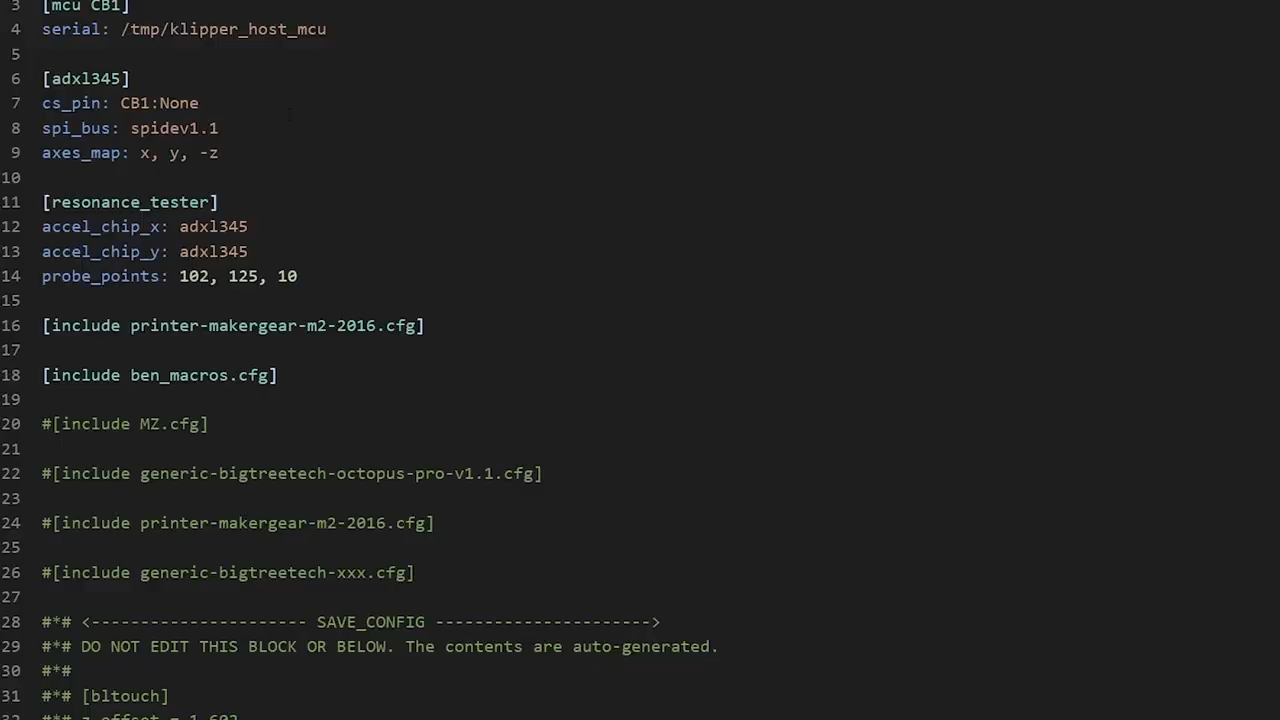 3 [mcu CB1]
4 serial: /tmp/klipper_host_mcu
5
6 [adxl345]
7 cs_pin: CB1:None
8 spi_bus: spidev1.1
9 axes_map: x, y, -z
10
11 [resonance_tester]
12 accel_chip_x: adxl345
13 accel_chip_y: adxl345
14 probe_points: 102, 125, 10
15
16 [include printer-makergear-m2-2016.cfg]
17
18 [include ben_macros.cfg]
19
20 #[include MZ.cfg]
21
22 #[include generic-bigtreetech-octopus-pro-v1.1.cfg]
23
24 #[include printer-makergear-m2-2016.cfg]
25
26 #[include generic-bigtreetech-xxx.cfg]
27
28 #*# <---------------------- SAVE_CONFIG ---------------------->
29 #*# DO NOT EDIT THIS BLOCK OR BELOW. The contents are auto-generated.
30 #*#
31 #*# [bltouch]
32 #*# z_offset = 1.602